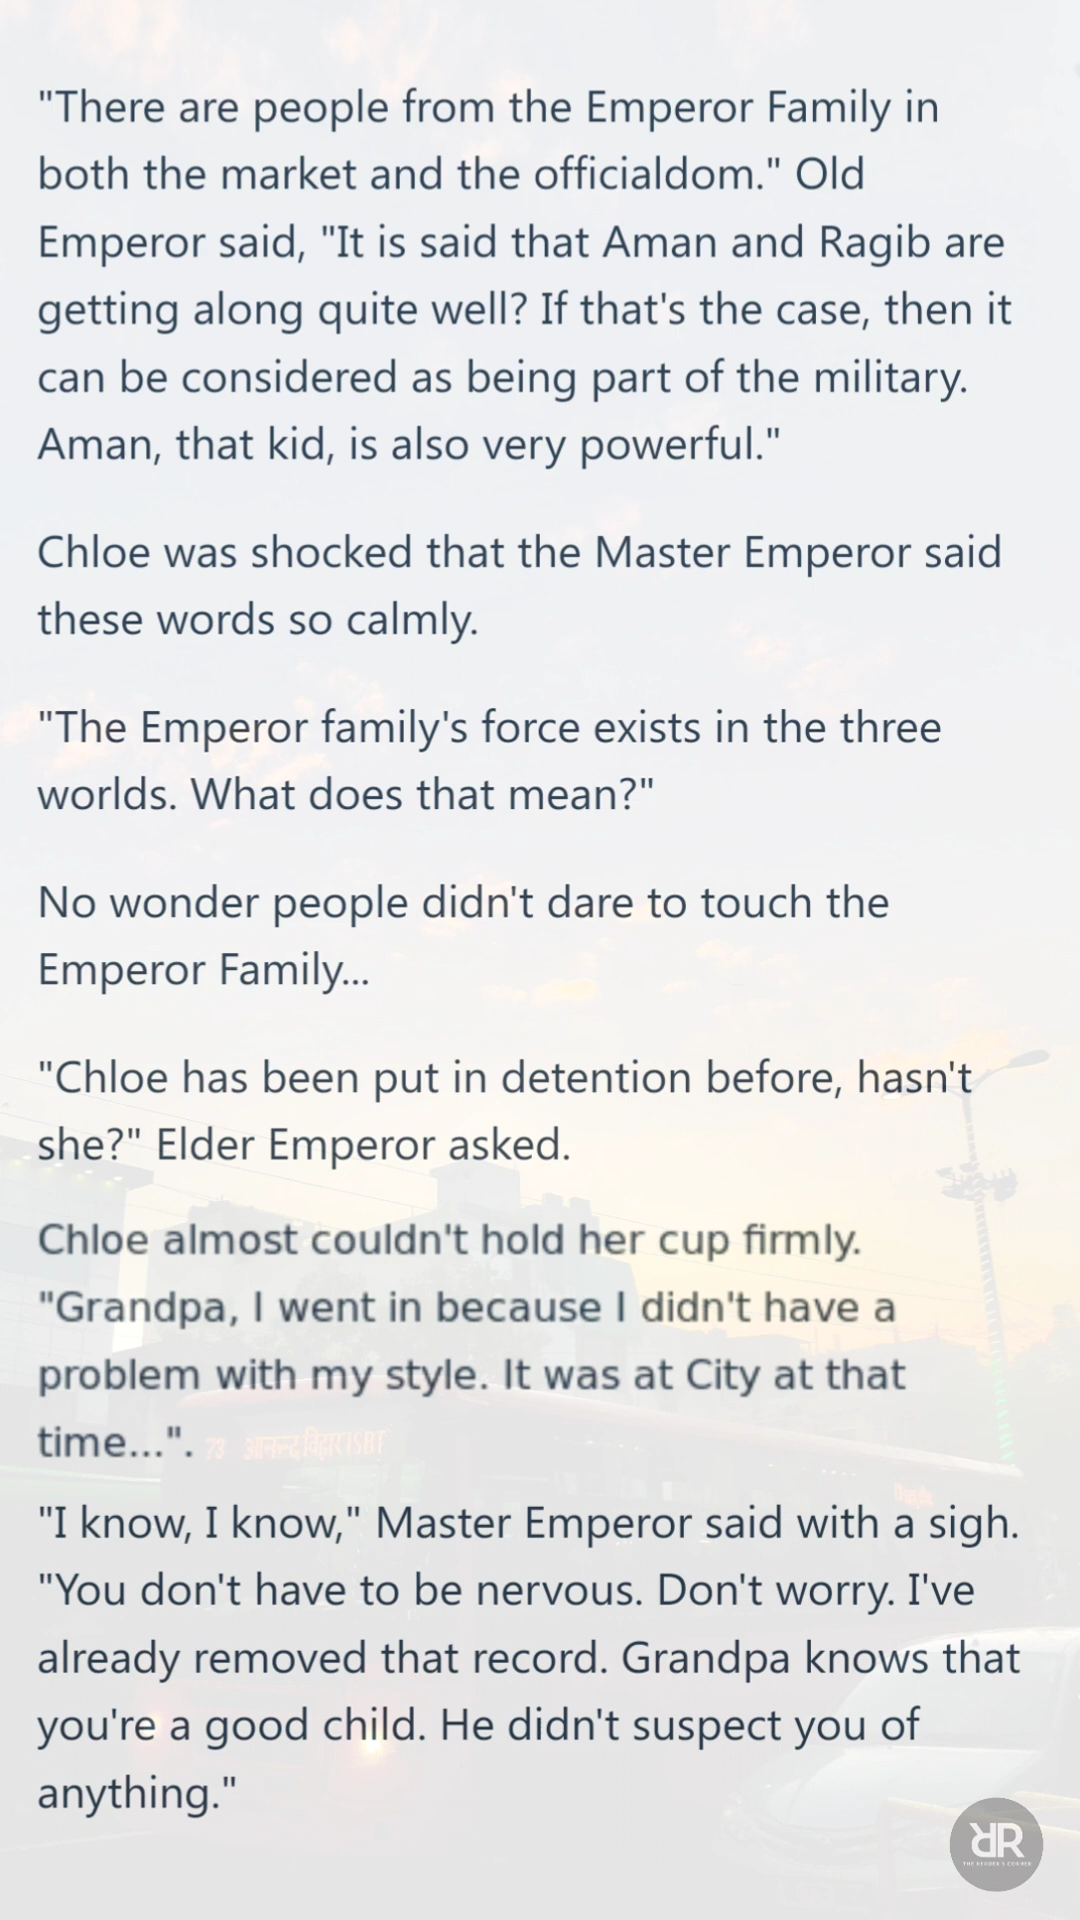 "There are people from the Emperor Family in
both the market and the officialdom." Old
Emperor said, "It is said that Aman and Ragib are
getting along quite well? If that's the case, then it
can be considered as being part of the military.
Aman, that kid, is also very powerful."
Chloe was shocked that the Master Emperor said
these words so calmly.
"The Emperor family's force exists in the three
worlds. What does that mean?"
No wonder people didn't dare to touch the
Emperor Family...
"Chloe has been put in detention before, hasn't
she?" Elder Emperor asked.
Chloe almost couldn't hold her cup firmly.
"Grandpa, I went in because I didn't have a
problem with my style. It was at City at that
time...".
73 आनन्द विहार ISBT
"I know, I know," Master Emperor said with a sigh.
"You don't have to be nervous. Don't worry. I've
already removed that record. Grandpa knows that
you're a good child. He didn't suspect you of
anything."
RR
THE READER'S CORNER